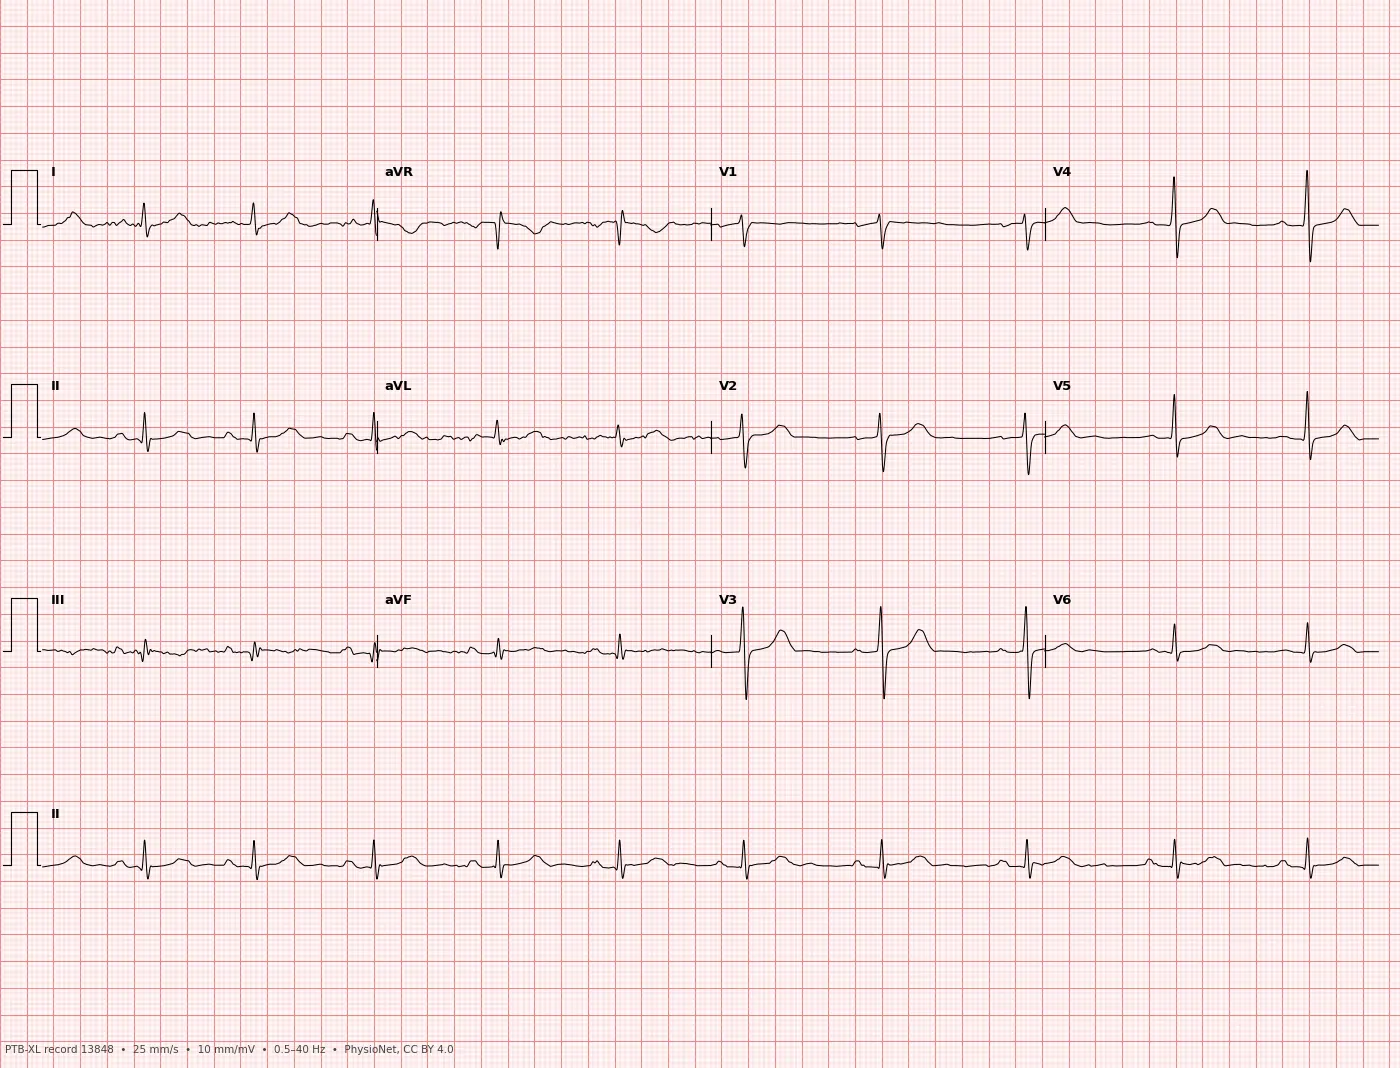 I aVR V1 V4
II aVL V2 V5
III aVF V3 V6
II
PTB-XL record 13848 • 25 mm/s • 10 mm/mV • 0.5–40 Hz • PhysioNet, CC BY 4.0